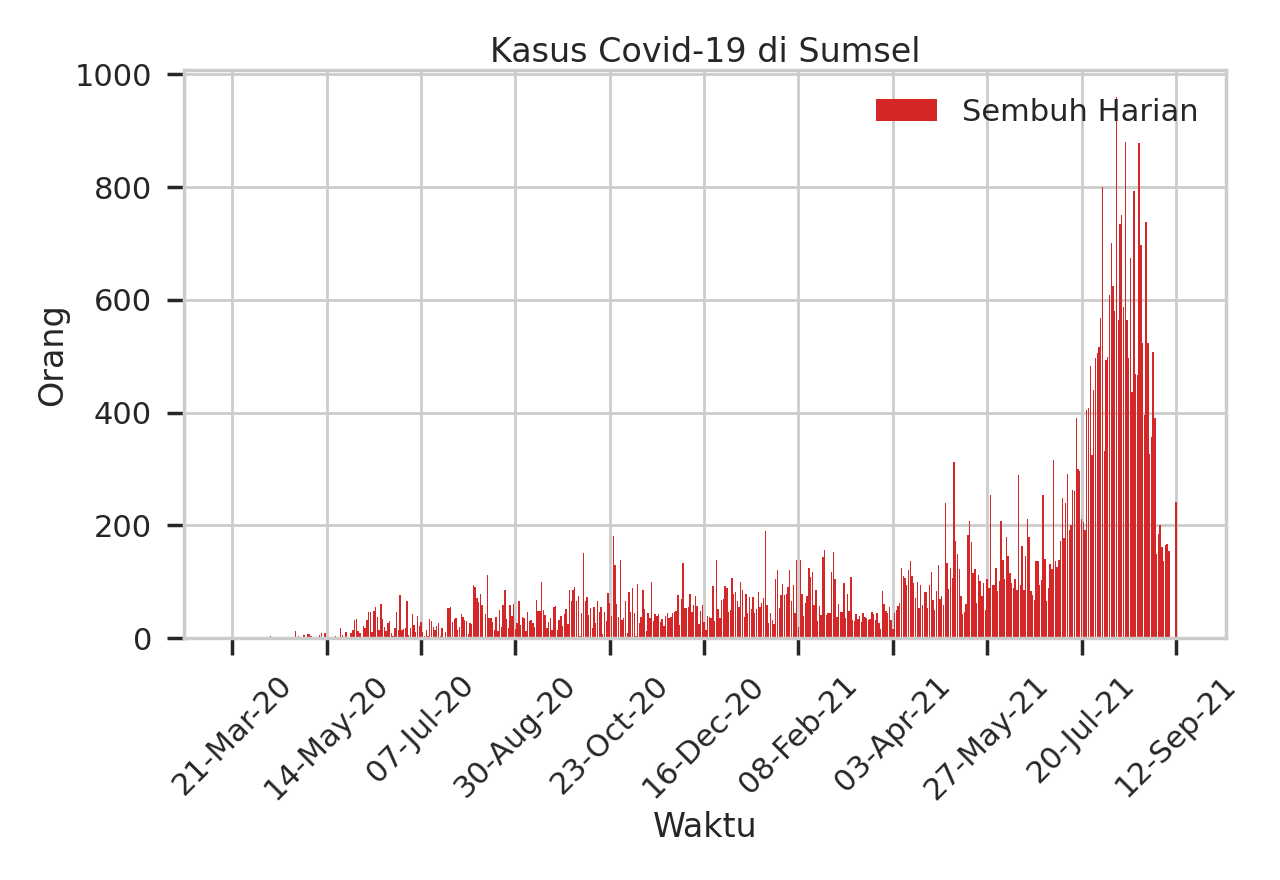 Kasus Covid-19 di Sumsel
Sembuh Harian
Orang
1000
800
600
400
200
0
21-Mar-20
14-May-20
07-Jul-20
30-Aug-20
23-Oct-20
16-Dec-20
08-Feb-21
03-Apr-21
27-May-21
20-Jul-21
12-Sep-21
Waktu